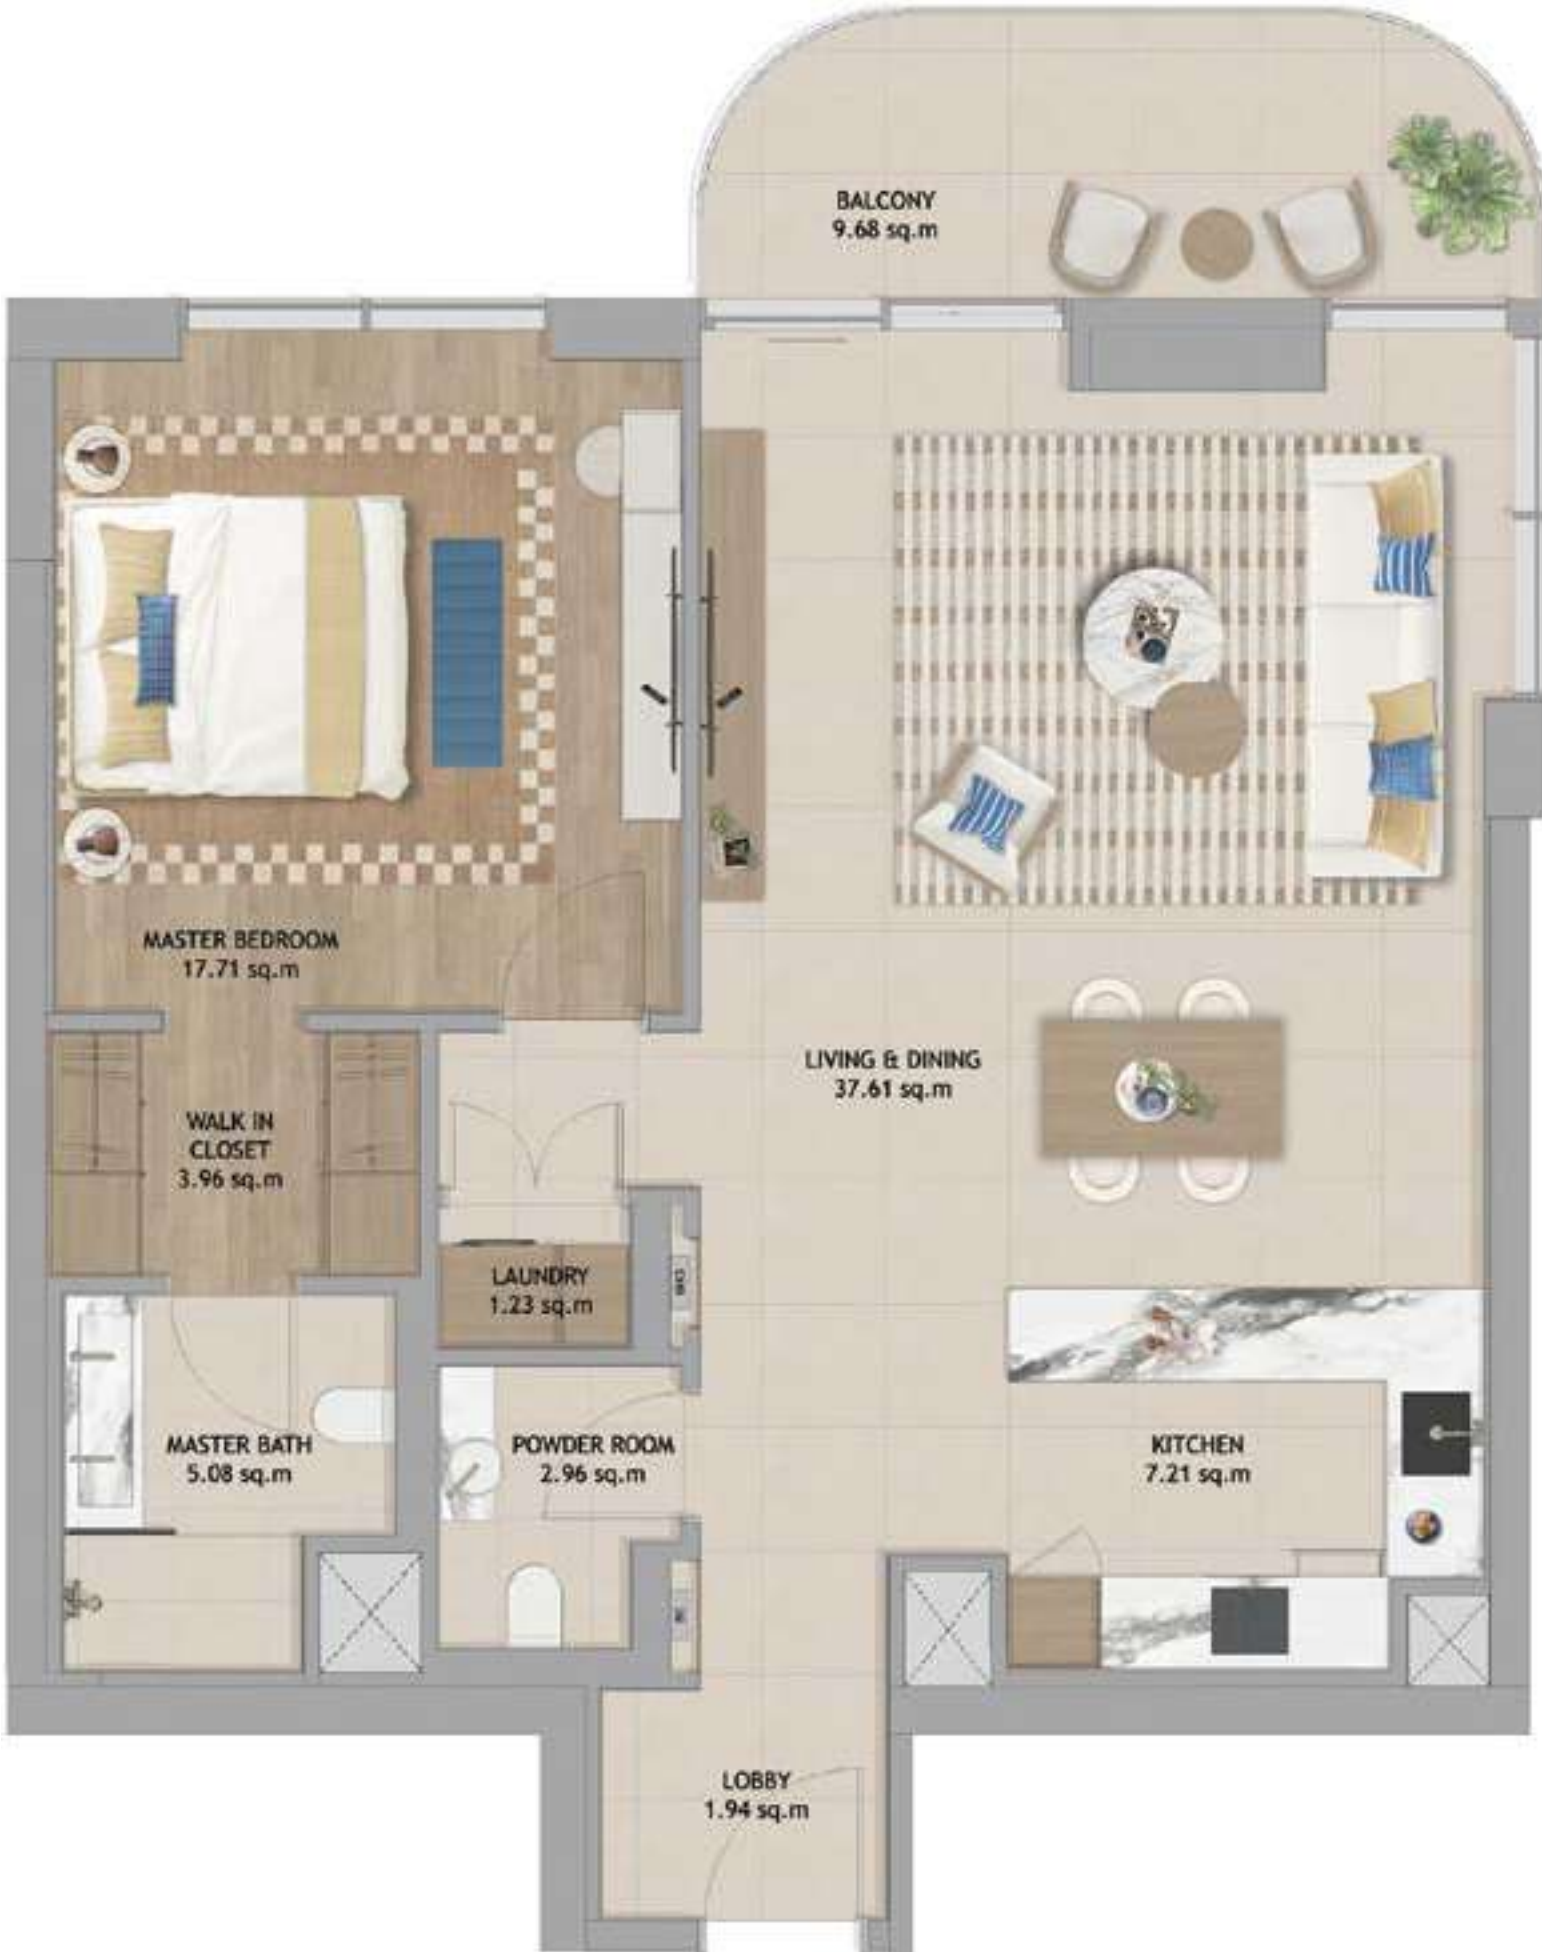 BALCONY
9.68 sq.m
MASTER BEDROOM
17.71 sq.m
LIVING & DINING
37.61 sq.m
WALK IN
CLOSET
3.96 sq.m
LAUNDRY
1.23 sq.m
DB
MASTER BATH
5.08 sq.m
POWDER ROOM
2.96 sq.m
KITCHEN
7.21 sq.m
LOBBY
1.94 sq.m